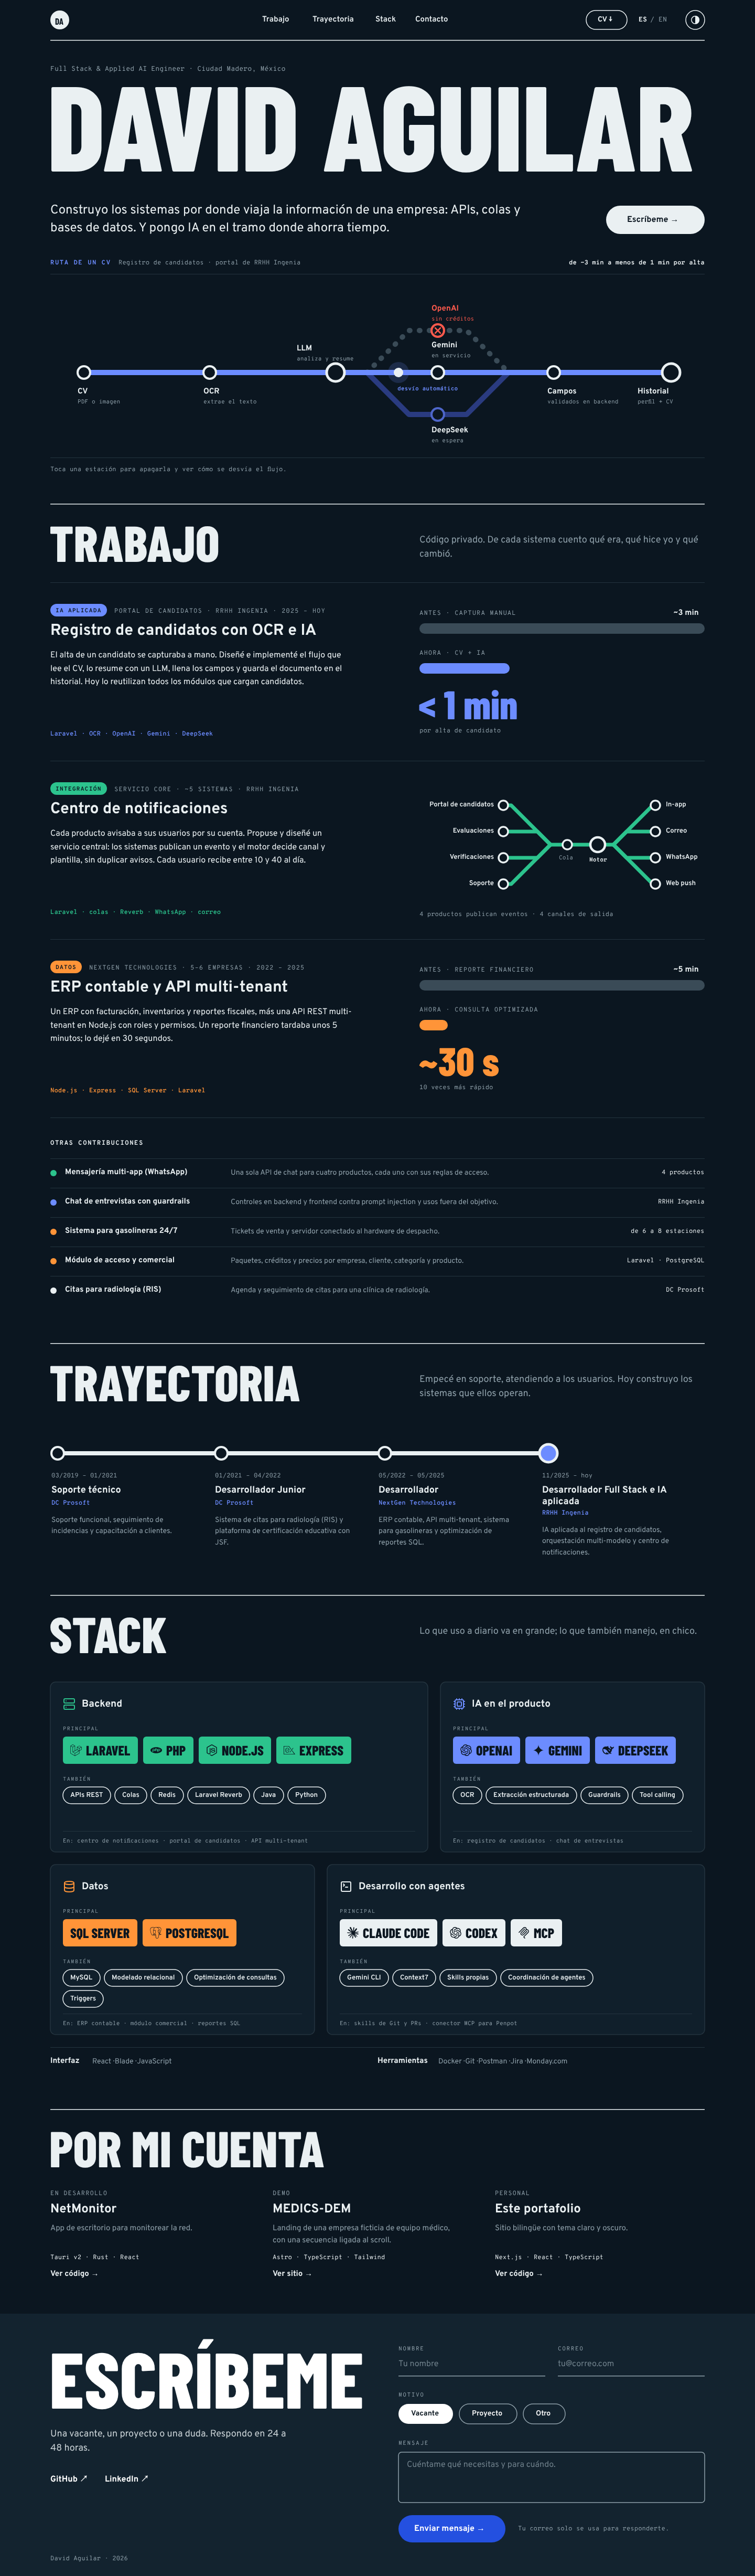 DA
Trabajo Trayectoria Stack Contacto
CV ↓ ES / EN
Full Stack & Applied AI Engineer · Ciudad Madero, México
DAVID AGUILAR
Construyo los sistemas por donde viaja la información de una empresa: APIs, colas y
bases de datos. Y pongo IA en el tramo donde ahorra tiempo.
Escríbeme →
RUTA DE UN CV Registro de candidatos · portal de RRHH Ingenia
de ~3 min a menos de 1 min por alta
OpenAI
sin créditos
Gemini
en servicio
LLM
analiza y resume
desvío automático
CV
PDF o imagen
OCR
extrae el texto
Campos
validados en backend
Historial
perfil + CV
DeepSeek
en espera
Toca una estación para apagarla y ver cómo se desvía el flujo.
TRABAJO
Código privado. De cada sistema cuento qué era, qué hice yo y qué
cambió.
IA APLICADA PORTAL DE CANDIDATOS · RRHH INGENIA · 2025 – HOY
Registro de candidatos con OCR e IA
El alta de un candidato se capturaba a mano. Diseñé e implementé el flujo que
lee el CV, lo resume con un LLM, llena los campos y guarda el documento en el
historial. Hoy lo reutilizan todos los módulos que cargan candidatos.
Laravel · OCR · OpenAI · Gemini · DeepSeek
ANTES · CAPTURA MANUAL ~3 min
AHORA · CV + IA
< 1 min
por alta de candidato
INTEGRACIÓN SERVICIO CORE · ~5 SISTEMAS · RRHH INGENIA
Centro de notificaciones
Cada producto avisaba a sus usuarios por su cuenta. Propuse y diseñé un
servicio central: los sistemas publican un evento y el motor decide canal y
plantilla, sin duplicar avisos. Cada usuario recibe entre 10 y 40 al día.
Laravel · colas · Reverb · WhatsApp · correo
Portal de candidatos
Evaluaciones
Verificaciones
Soporte
Cola
Motor
In-app
Correo
WhatsApp
Web push
4 productos publican eventos · 4 canales de salida
DATOS NEXTGEN TECHNOLOGIES · 5–6 EMPRESAS · 2022 – 2025
ERP contable y API multi-tenant
Un ERP con facturación, inventarios y reportes fiscales, más una API REST multi-
tenant en Node.js con roles y permisos. Un reporte financiero tardaba unos 5
minutos; lo dejé en 30 segundos.
Node.js · Express · SQL Server · Laravel
ANTES · REPORTE FINANCIERO ~5 min
AHORA · CONSULTA OPTIMIZADA
~30 s
10 veces más rápido
OTRAS CONTRIBUCIONES
Mensajería multi-app (WhatsApp) Una sola API de chat para cuatro productos, cada uno con sus reglas de acceso. 4 productos
Chat de entrevistas con guardrails Controles en backend y frontend contra prompt injection y usos fuera del objetivo. RRHH Ingenia
Sistema para gasolineras 24/7 Tickets de venta y servidor conectado al hardware de despacho. de 6 a 8 estaciones
Módulo de acceso y comercial Paquetes, créditos y precios por empresa, cliente, categoría y producto. Laravel · PostgreSQL
Citas para radiología (RIS) Agenda y seguimiento de citas para una clínica de radiología. DC Prosoft
TRAYECTORIA
Empecé en soporte, atendiendo a los usuarios. Hoy construyo los
sistemas que ellos operan.
03/2019 – 01/2021
Soporte técnico
DC Prosoft
Soporte funcional, seguimiento de
incidencias y capacitación a clientes.
01/2021 – 04/2022
Desarrollador Junior
DC Prosoft
Sistema de citas para radiología (RIS) y
plataforma de certificación educativa con
JSF.
05/2022 – 05/2025
Desarrollador
NextGen Technologies
ERP contable, API multi-tenant, sistema
para gasolineras y optimización de
reportes SQL.
11/2025 – hoy
Desarrollador Full Stack e IA
aplicada
RRHH Ingenia
IA aplicada al registro de candidatos,
orquestación multi-modelo y centro de
notificaciones.
STACK
Lo que uso a diario va en grande; lo que también manejo, en chico.
Backend
PRINCIPAL
LARAVEL PHP NODE.JS EXPRESS
TAMBIÉN
APIs REST Colas Redis Laravel Reverb Java Python
En: centro de notificaciones · portal de candidatos · API multi-tenant
IA en el producto
PRINCIPAL
OPENAI GEMINI DEEPSEEK
TAMBIÉN
OCR Extracción estructurada Guardrails Tool calling
En: registro de candidatos · chat de entrevistas
Datos
PRINCIPAL
SQL SERVER POSTGRESQL
TAMBIÉN
MySQL Modelado relacional Optimización de consultas
Triggers
En: ERP contable · módulo comercial · reportes SQL
Desarrollo con agentes
PRINCIPAL
CLAUDE CODE CODEX MCP
TAMBIÉN
Gemini CLI Context7 Skills propias Coordinación de agentes
En: skills de Git y PRs · conector MCP para Penpot
Interfaz React ·Blade ·JavaScript
Herramientas Docker ·Git ·Postman ·Jira ·Monday.com
POR MI CUENTA
EN DESARROLLO
NetMonitor
App de escritorio para monitorear la red.
Tauri v2 · Rust · React
Ver código →
DEMO
MEDICS-DEM
Landing de una empresa ficticia de equipo médico,
con una secuencia ligada al scroll.
Astro · TypeScript · Tailwind
Ver sitio →
PERSONAL
Este portafolio
Sitio bilingüe con tema claro y oscuro.
Next.js · React · TypeScript
Ver código →
ESCRÍBEME
Una vacante, un proyecto o una duda. Respondo en 24 a
48 horas.
GitHub ↗ LinkedIn ↗
NOMBRE
Tu nombre
CORREO
tu@correo.com
MOTIVO
Vacante Proyecto Otro
MENSAJE
Cuéntame qué necesitas y para cuándo.
Enviar mensaje → Tu correo solo se usa para responderte.
David Aguilar · 2026